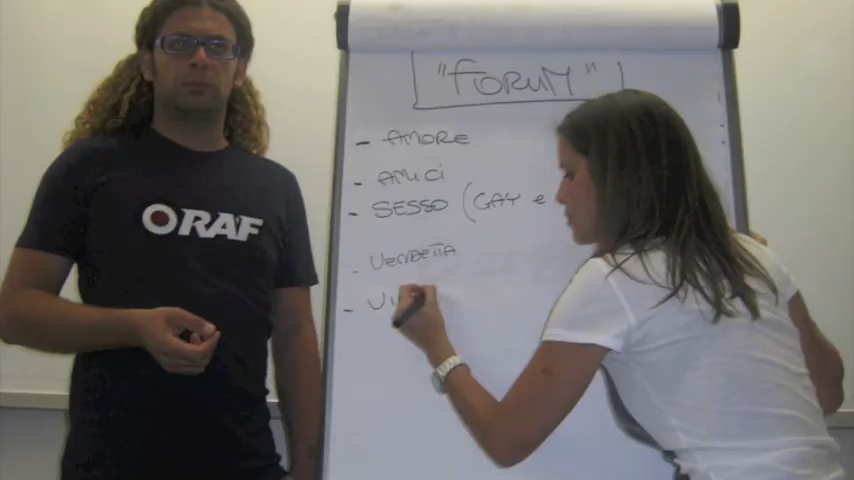 "FORUM"
- AMORE
- AMICI
- SESSO (GAY e
- VENDETTA
-
ORAF